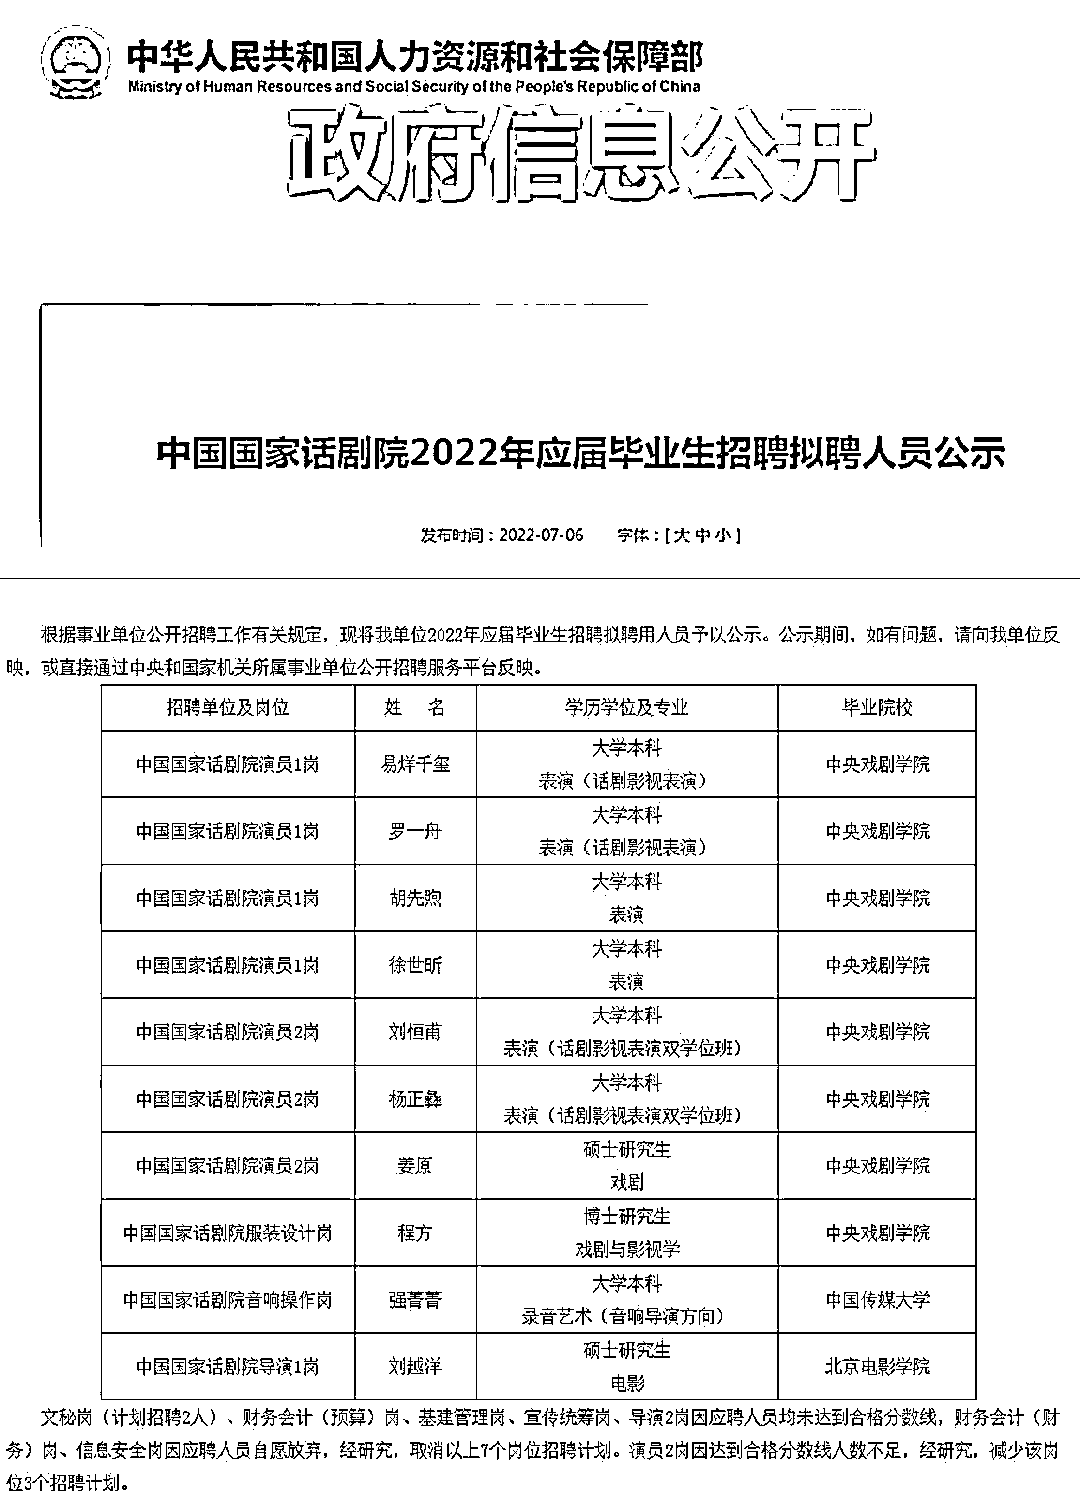 中华人民共和国人力资源和社会保障部
Ministry of Human Resources and Social Security of the People's Republic of China
政府信息公开
中国国家话剧院2022年应届毕业生招聘拟聘人员公示
发布时间：2022-07-06 字体：[ 大 中 小 ]
根据事业单位公开招聘工作有关规定，现将我单位2022年应届毕业生招聘拟聘用人员予以公示。公示期间，如有问题，请向我单位反
映，或直接通过中央和国家机关所属事业单位公开招聘服务平台反映。
招聘单位及岗位 姓 名 学历学位及专业 毕业院校
中国国家话剧院演员1岗 易烊千玺 大学本科 表演（话剧影视表演） 中央戏剧学院
中国国家话剧院演员1岗 罗一舟 大学本科 表演（话剧影视表演） 中央戏剧学院
中国国家话剧院演员1岗 胡先煦 大学本科 表演 中央戏剧学院
中国国家话剧院演员1岗 徐世昕 大学本科 表演 中央戏剧学院
中国国家话剧院演员2岗 刘恒甫 大学本科 表演（话剧影视表演双学位班） 中央戏剧学院
中国国家话剧院演员2岗 杨正彝 大学本科 表演（话剧影视表演双学位班） 中央戏剧学院
中国国家话剧院演员2岗 姜原 硕士研究生 戏剧 中央戏剧学院
中国国家话剧院服装设计岗 程方 博士研究生 戏剧与影视学 中央戏剧学院
中国国家话剧院音响操作岗 强菁菁 大学本科 录音艺术（音响导演方向） 中国传媒大学
中国国家话剧院导演1岗 刘越洋 硕士研究生 电影 北京电影学院
文秘岗（计划招聘2人）、财务会计（预算）岗、基建管理岗、宣传统筹岗、导演2岗因应聘人员均未达到合格分数线，财务会计（财
务）岗、信息安全岗因应聘人员自愿放弃，经研究，取消以上7个岗位招聘计划。演员2岗因达到合格分数线人数不足，经研究，减少该岗
位3个招聘计划。